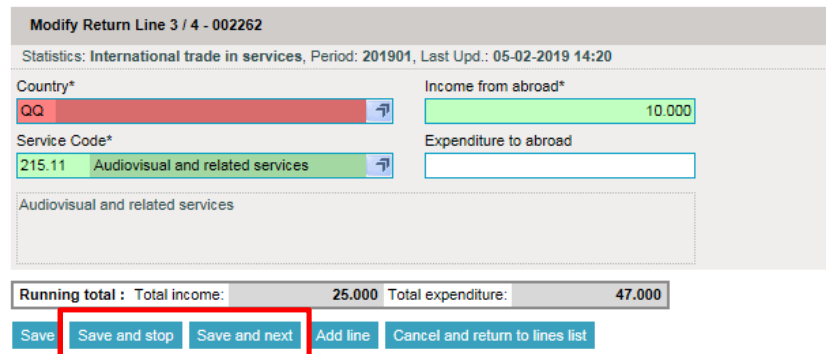 Modify Return Line 3 / 4 - 002262
Statistics: International trade in services, Period: 201901, Last Upd.: 05-02-2019 14:20
Country* Income from abroad*
QQ 10.000
Service Code* Expenditure to abroad
215.11 Audiovisual and related services
Audiovisual and related services
Running total : Total income: 25.000 Total expenditure: 47.000
Save Save and stop Save and next Add line Cancel and return to lines list